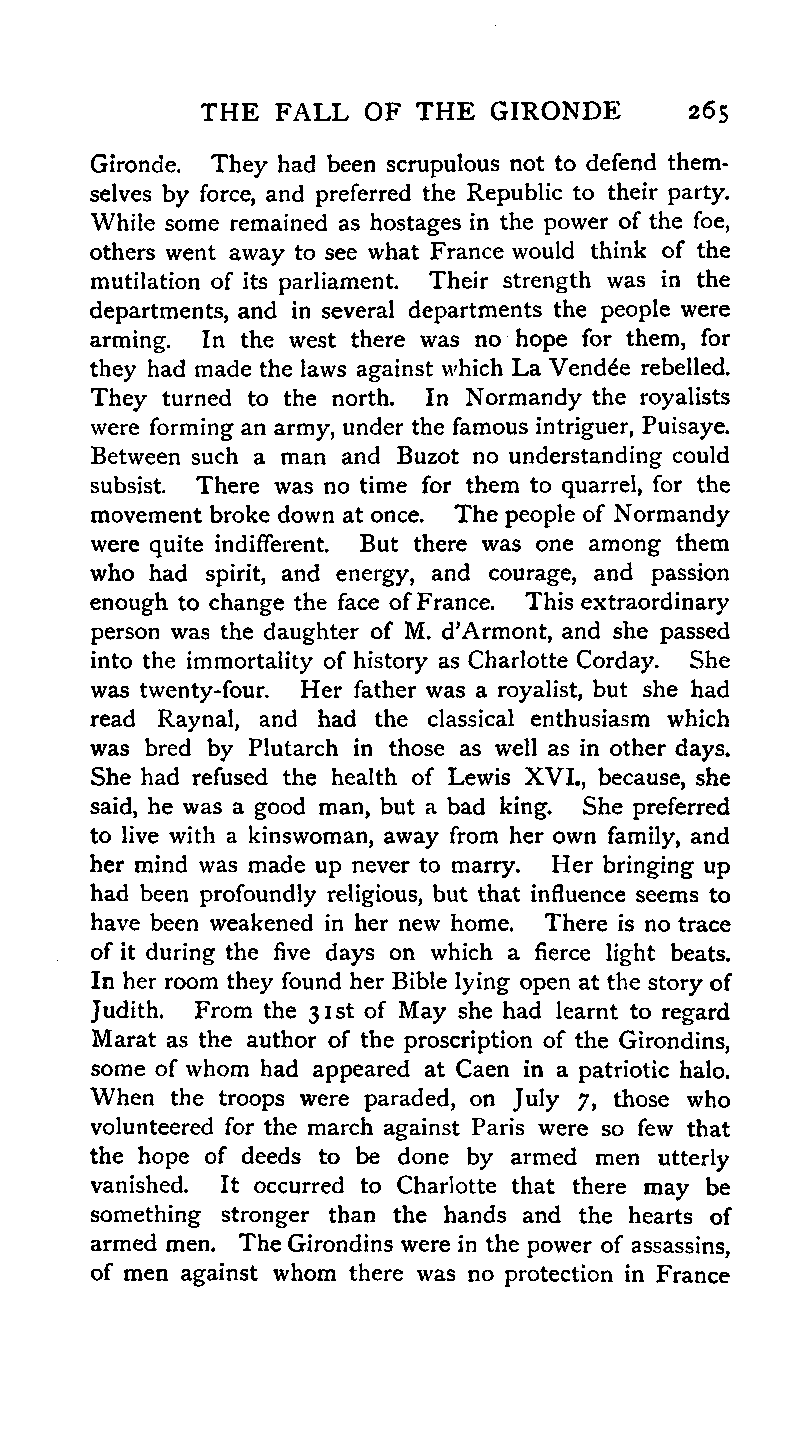 THE FALL OF THE GIRONDE 265
Gironde. They had been scrupulous not to defend them-
selves by force, and preferred the Republic to their party.
While some remained as hostages in the power of the foe,
others went away to see what France would think of the
mutilation of its parliament. Their strength was in the
departments, and in several departments the people were
arming. In the west there was no hope for them, for
they had made the laws against which La Vendée rebelled.
They turned to the north. In Normandy the royalists
were forming an army, under the famous intriguer, Puisaye.
Between such a man and Buzot no understanding could
subsist. There was no time for them to quarrel, for the
movement broke down at once. The people of Normandy
were quite indifferent. But there was one among them
who had spirit, and energy, and courage, and passion
enough to change the face of France. This extraordinary
person was the daughter of M. d'Armont, and she passed
into the immortality of history as Charlotte Corday. She
was twenty-four. Her father was a royalist, but she had
read Raynal, and had the classical enthusiasm which
was bred by Plutarch in those as well as in other days.
She had refused the health of Lewis XVI., because, she
said, he was a good man, but a bad king. She preferred
to live with a kinswoman, away from her own family, and
her mind was made up never to marry. Her bringing up
had been profoundly religious, but that influence seems to
have been weakened in her new home. There is no trace
of it during the five days on which a fierce light beats.
In her room they found her Bible lying open at the story of
Judith. From the 31st of May she had learnt to regard
Marat as the author of the proscription of the Girondins,
some of whom had appeared at Caen in a patriotic halo.
When the troops were paraded, on July 7, those who
volunteered for the march against Paris were so few that
the hope of deeds to be done by armed men utterly
vanished. It occurred to Charlotte that there may be
something stronger than the hands and the hearts of
armed men. The Girondins were in the power of assassins,
of men against whom there was no protection in France